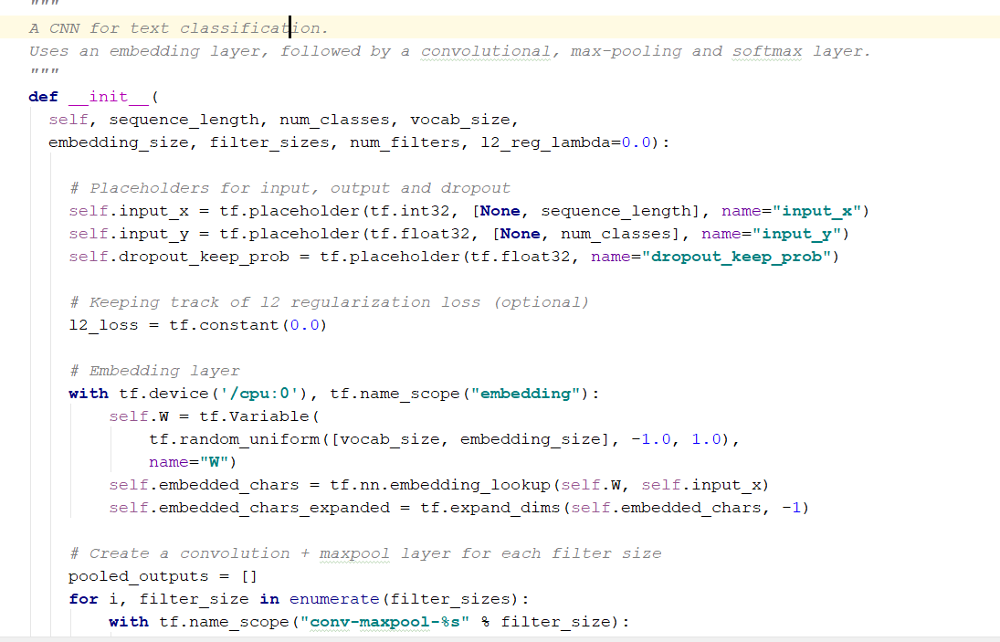 """
A CNN for text classification.
Uses an embedding layer, followed by a convolutional, max-pooling and softmax layer.
"""
def __init__(
  self, sequence_length, num_classes, vocab_size,
  embedding_size, filter_sizes, num_filters, l2_reg_lambda=0.0):

    # Placeholders for input, output and dropout
    self.input_x = tf.placeholder(tf.int32, [None, sequence_length], name="input_x")
    self.input_y = tf.placeholder(tf.float32, [None, num_classes], name="input_y")
    self.dropout_keep_prob = tf.placeholder(tf.float32, name="dropout_keep_prob")

    # Keeping track of l2 regularization loss (optional)
    l2_loss = tf.constant(0.0)

    # Embedding layer
    with tf.device('/cpu:0'), tf.name_scope("embedding"):
        self.W = tf.Variable(
            tf.random_uniform([vocab_size, embedding_size], -1.0, 1.0),
            name="W")
        self.embedded_chars = tf.nn.embedding_lookup(self.W, self.input_x)
        self.embedded_chars_expanded = tf.expand_dims(self.embedded_chars, -1)

    # Create a convolution + maxpool layer for each filter size
    pooled_outputs = []
    for i, filter_size in enumerate(filter_sizes):
        with tf.name_scope("conv-maxpool-%s" % filter_size):